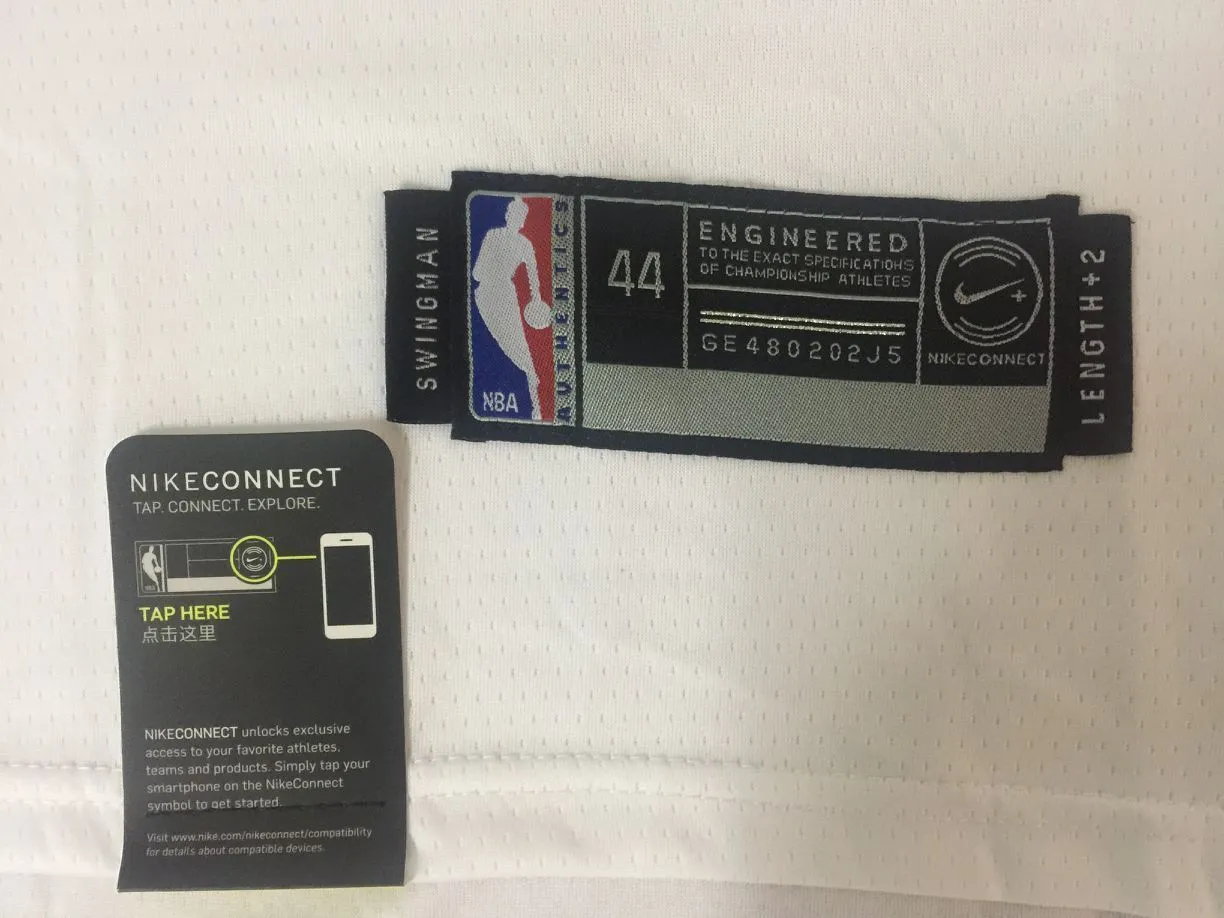 SWINGMAN
NBA
AUTHENTICS
44
ENGINEERED
TO THE EXACT SPECIFICATIONS
OF CHAMPIONSHIP ATHLETES
GE480202J5
NIKECONNECT
LENGTH+2
NIKECONNECT
TAP. CONNECT. EXPLORE.
NBA
TAP HERE
点击这里
NIKECONNECT unlocks exclusive
access to your favorite athletes,
teams and products. Simply tap your
smartphone on the NikeConnect
symbol to get started.
Visit www.nike.com/nikeconnect/compatibility
for details about compatible devices.